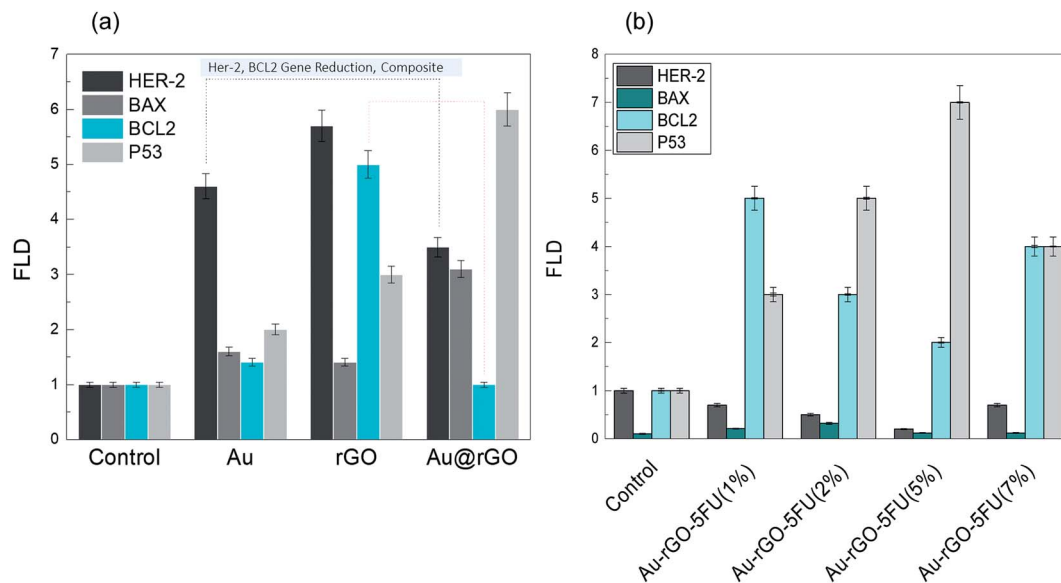 (a)
7
6
5
4
3
2
1
0
FLD
HER-2
BAX
BCL2
P53
Her-2, BCL2 Gene Reduction, Composite
Control
Au
rGO
Au@rGO
(b)
8
7
6
5
4
3
2
1
0
FLD
HER-2
BAX
BCL2
P53
Control
Au-rGO-5FU(1%)
Au-rGO-5FU(2%)
Au-rGO-5FU(5%)
Au-rGO-5FU(7%)